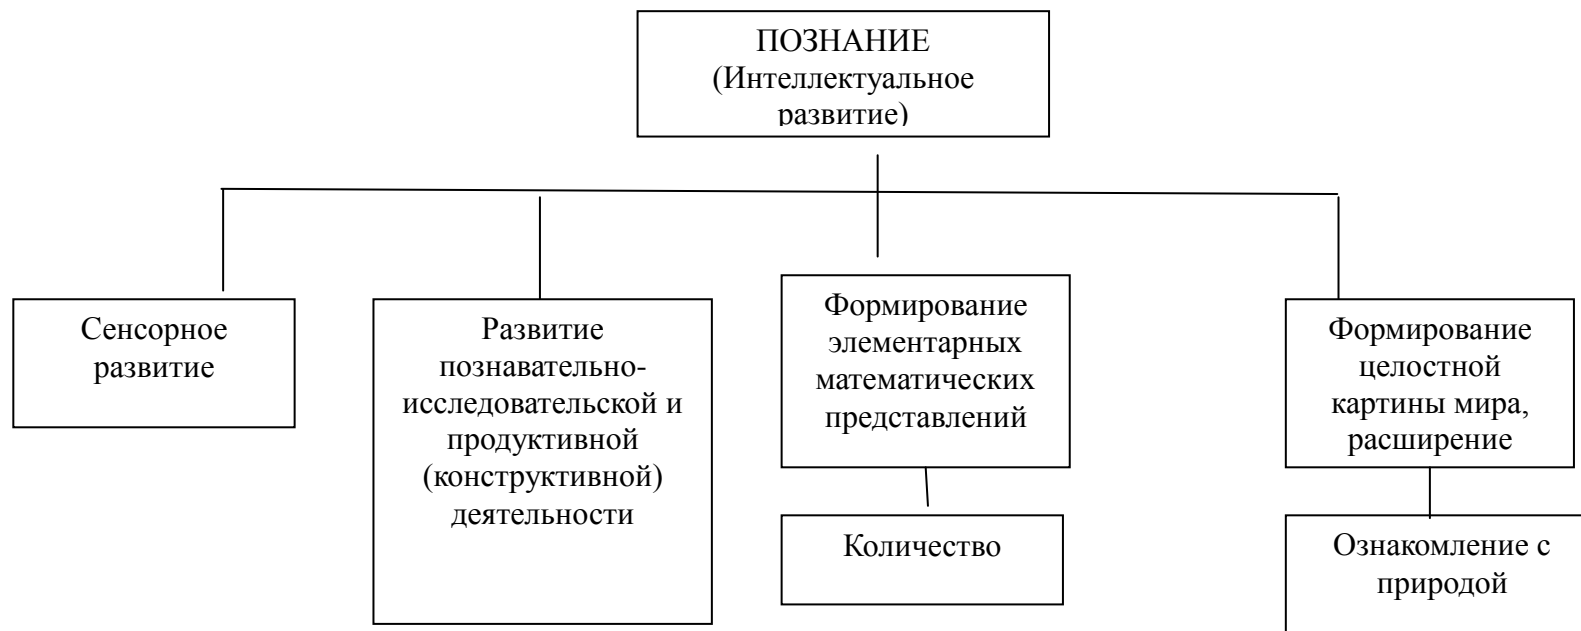 ПОЗНАНИЕ
(Интеллектуальное
развитие)
Сенсорное
развитие
Развитие
познавательно-
исследовательской и
продуктивной
(конструктивной)
деятельности
Формирование
элементарных
математических
представлений
Формирование
целостной
картины мира,
расширение
Количество
Ознакомление с
природой